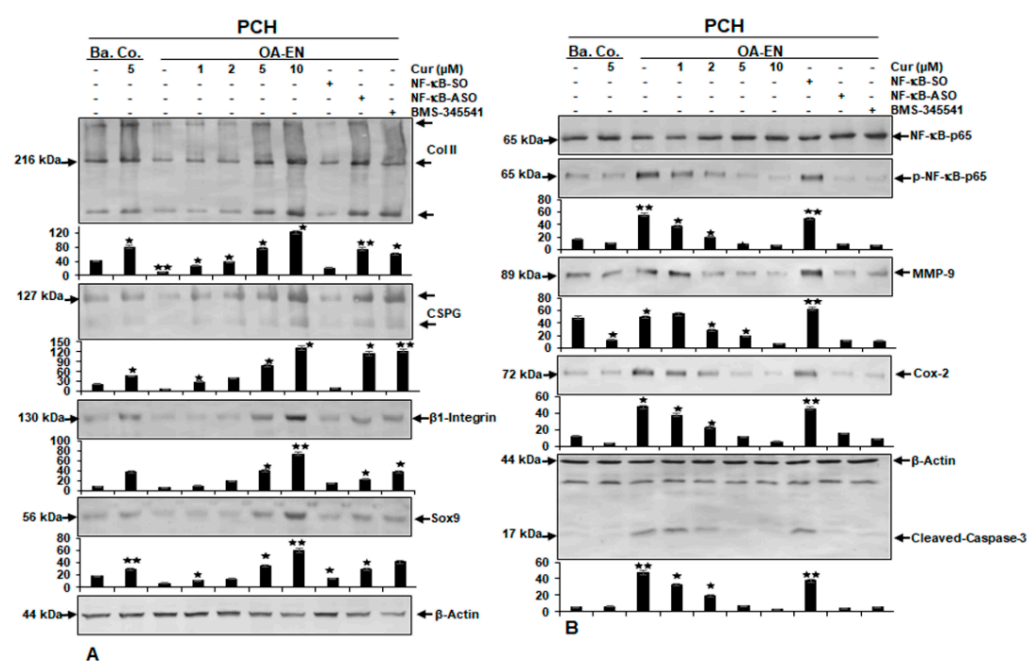 A.
PCH
Ba. Co. OA-EN
- 5 - 1 2 5 10 - - - Cur (µM)
- - - - - - - + - - NF-κB-SO
- - - - - - - - + - NF-κB-ASO
- - - - - - - - - + BMS-345541
216 kDa
Col II
120
80
40
0
★ ★★ ★ ★ ★ ★ ★★ ★
127 kDa
CSPG
150
120
90
60
30
0
★ ★ ★ ★ ★ ★★
130 kDa β1-Integrin
100
80
60
40
20
0
★ ★★ ★ ★
56 kDa Sox9
80
60
40
20
0
★★ ★ ★ ★★ ★ ★
44 kDa β-Actin
A
B.
PCH
Ba. Co. OA-EN
- 5 - 1 2 5 10 - - - Cur (µM)
- - - - - - - + - - NF-κB-SO
- - - - - - - - + - NF-κB-ASO
- - - - - - - - - + BMS-345541
65 kDa NF-κB-p65
65 kDa p-NF-κB-p65
80
60
40
20
0
★★ ★ ★ ★ ★★
89 kDa MMP-9
80
60
40
20
0
★ ★ ★ ★ ★★
72 kDa Cox-2
60
40
20
0
★ ★ ★ ★★
44 kDa β-Actin
17 kDa Cleaved-Caspase-3
60
40
20
0
★★ ★ ★ ★★
B